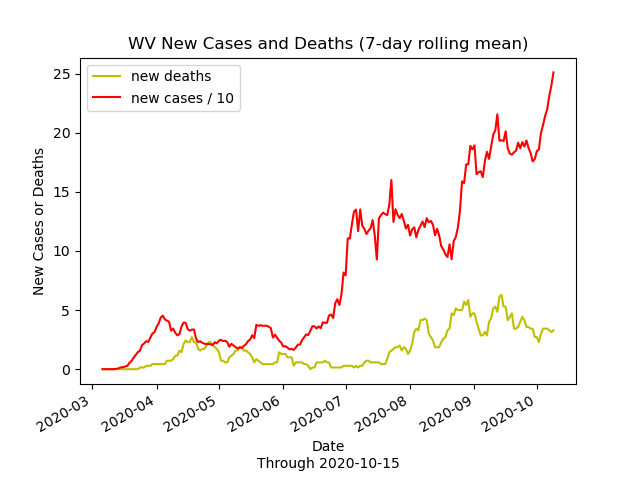 WV New Cases and Deaths (7-day rolling mean)
new deaths
new cases / 10
25
20
15
10
5
0
New Cases or Deaths
2020-03
2020-04
2020-05
2020-06
2020-07
2020-08
2020-09
2020-10
Date
Through 2020-10-15